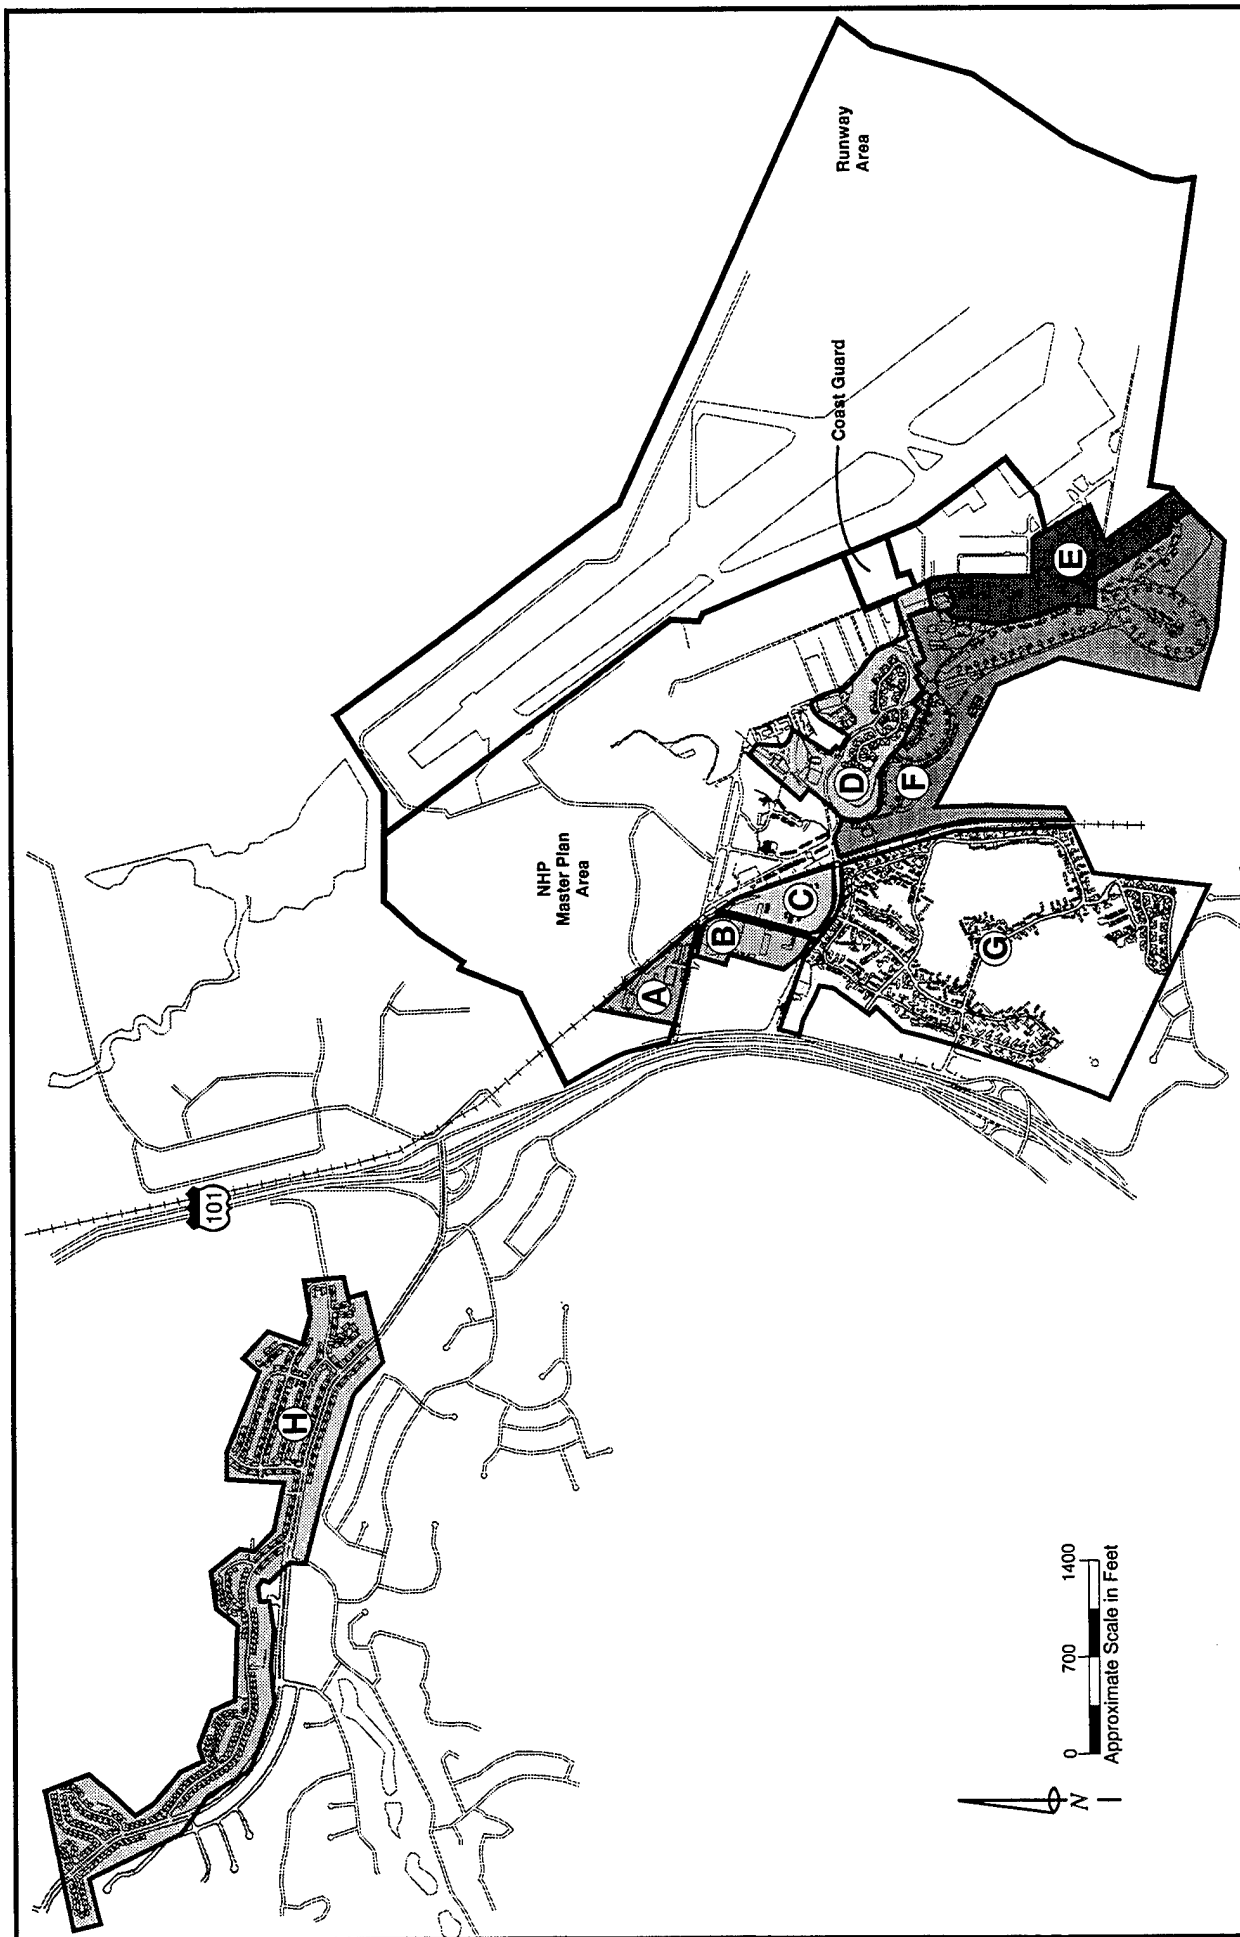 Runway
Area
Coast Guard
NHP
Master Plan
Area
A
B
C
D
E
F
G
H
101
0 700 1400
Approximate Scale in Feet
N